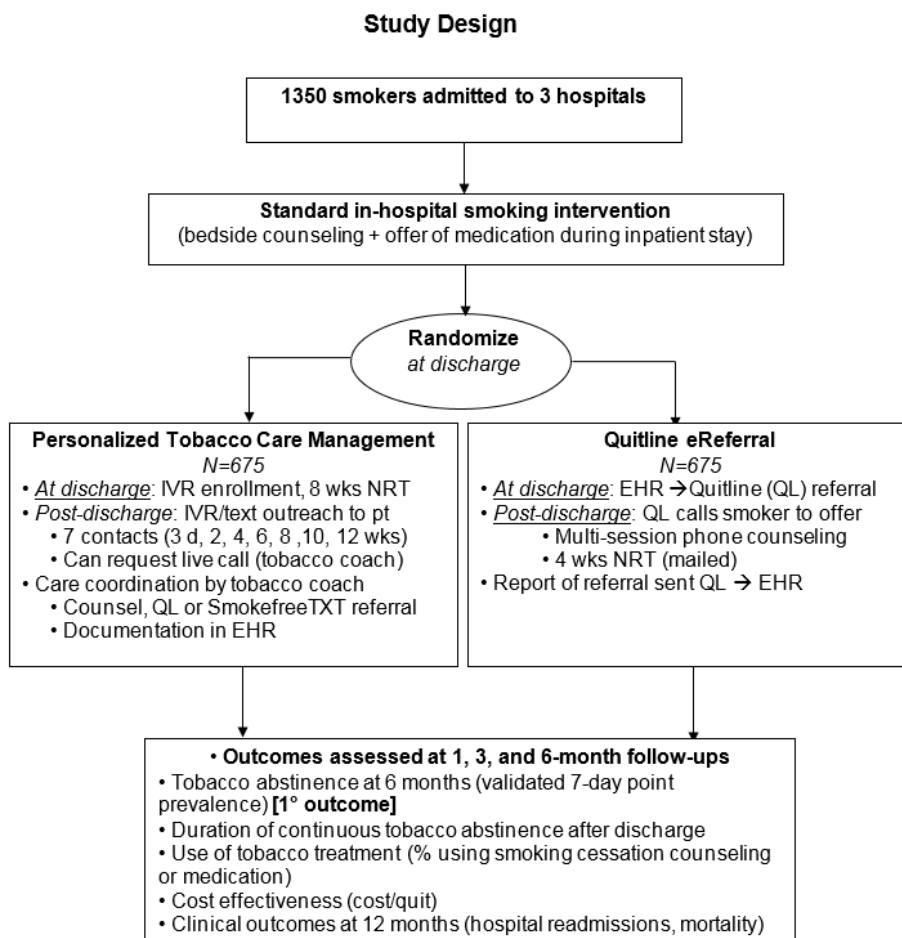 Study Design
1350 smokers admitted to 3 hospitals
Standard in-hospital smoking intervention
(bedside counseling + offer of medication during inpatient stay)
Randomize
at discharge
Personalized Tobacco Care Management
N=675
• At discharge: IVR enrollment, 8 wks NRT
• Post-discharge: IVR/text outreach to pt
• 7 contacts (3 d, 2, 4, 6, 8 ,10, 12 wks)
• Can request live call (tobacco coach)
• Care coordination by tobacco coach
• Counsel, QL or SmokefreeTXT referral
• Documentation in EHR
Quitline eReferral
N=675
• At discharge: EHR →Quitline (QL) referral
• Post-discharge: QL calls smoker to offer
• Multi-session phone counseling
• 4 wks NRT (mailed)
• Report of referral sent QL → EHR
• Outcomes assessed at 1, 3, and 6-month follow-ups
• Tobacco abstinence at 6 months (validated 7-day point
prevalence) [1° outcome]
• Duration of continuous tobacco abstinence after discharge
• Use of tobacco treatment (% using smoking cessation counseling
or medication)
• Cost effectiveness (cost/quit)
• Clinical outcomes at 12 months (hospital readmissions, mortality)